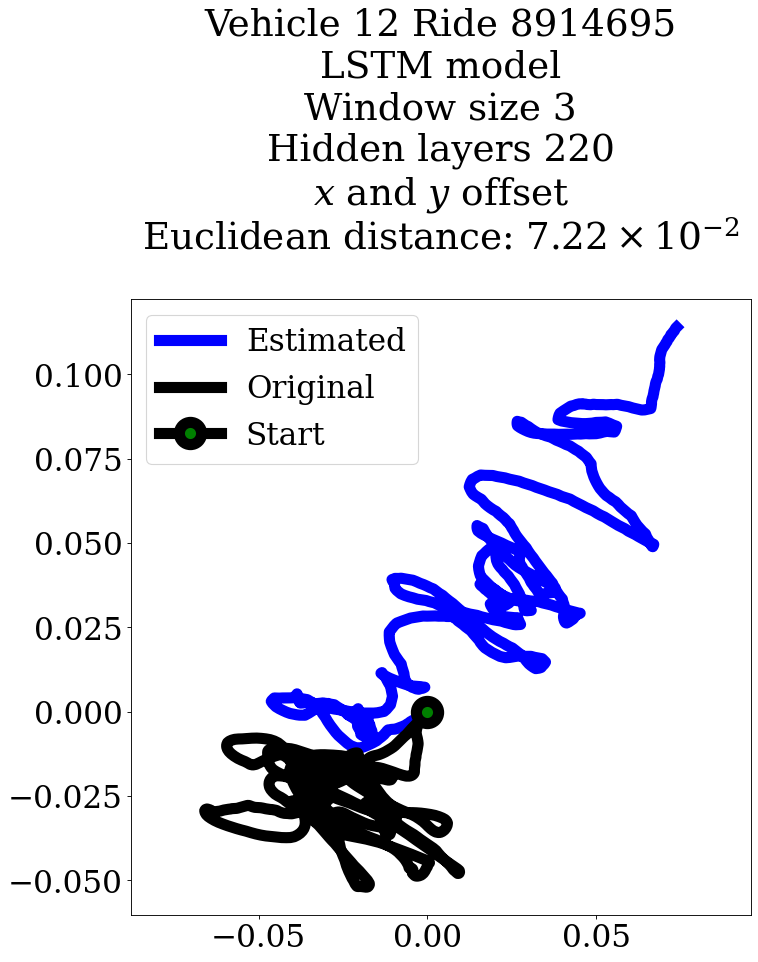 Vehicle 12 Ride 8914695
LSTM model
Window size 3
Hidden layers 220
x and y offset
Euclidean distance: 7.22 × 10⁻²
Estimated
Original
Start
0.100
0.075
0.050
0.025
0.000
−0.025
−0.050
−0.05 0.00 0.05